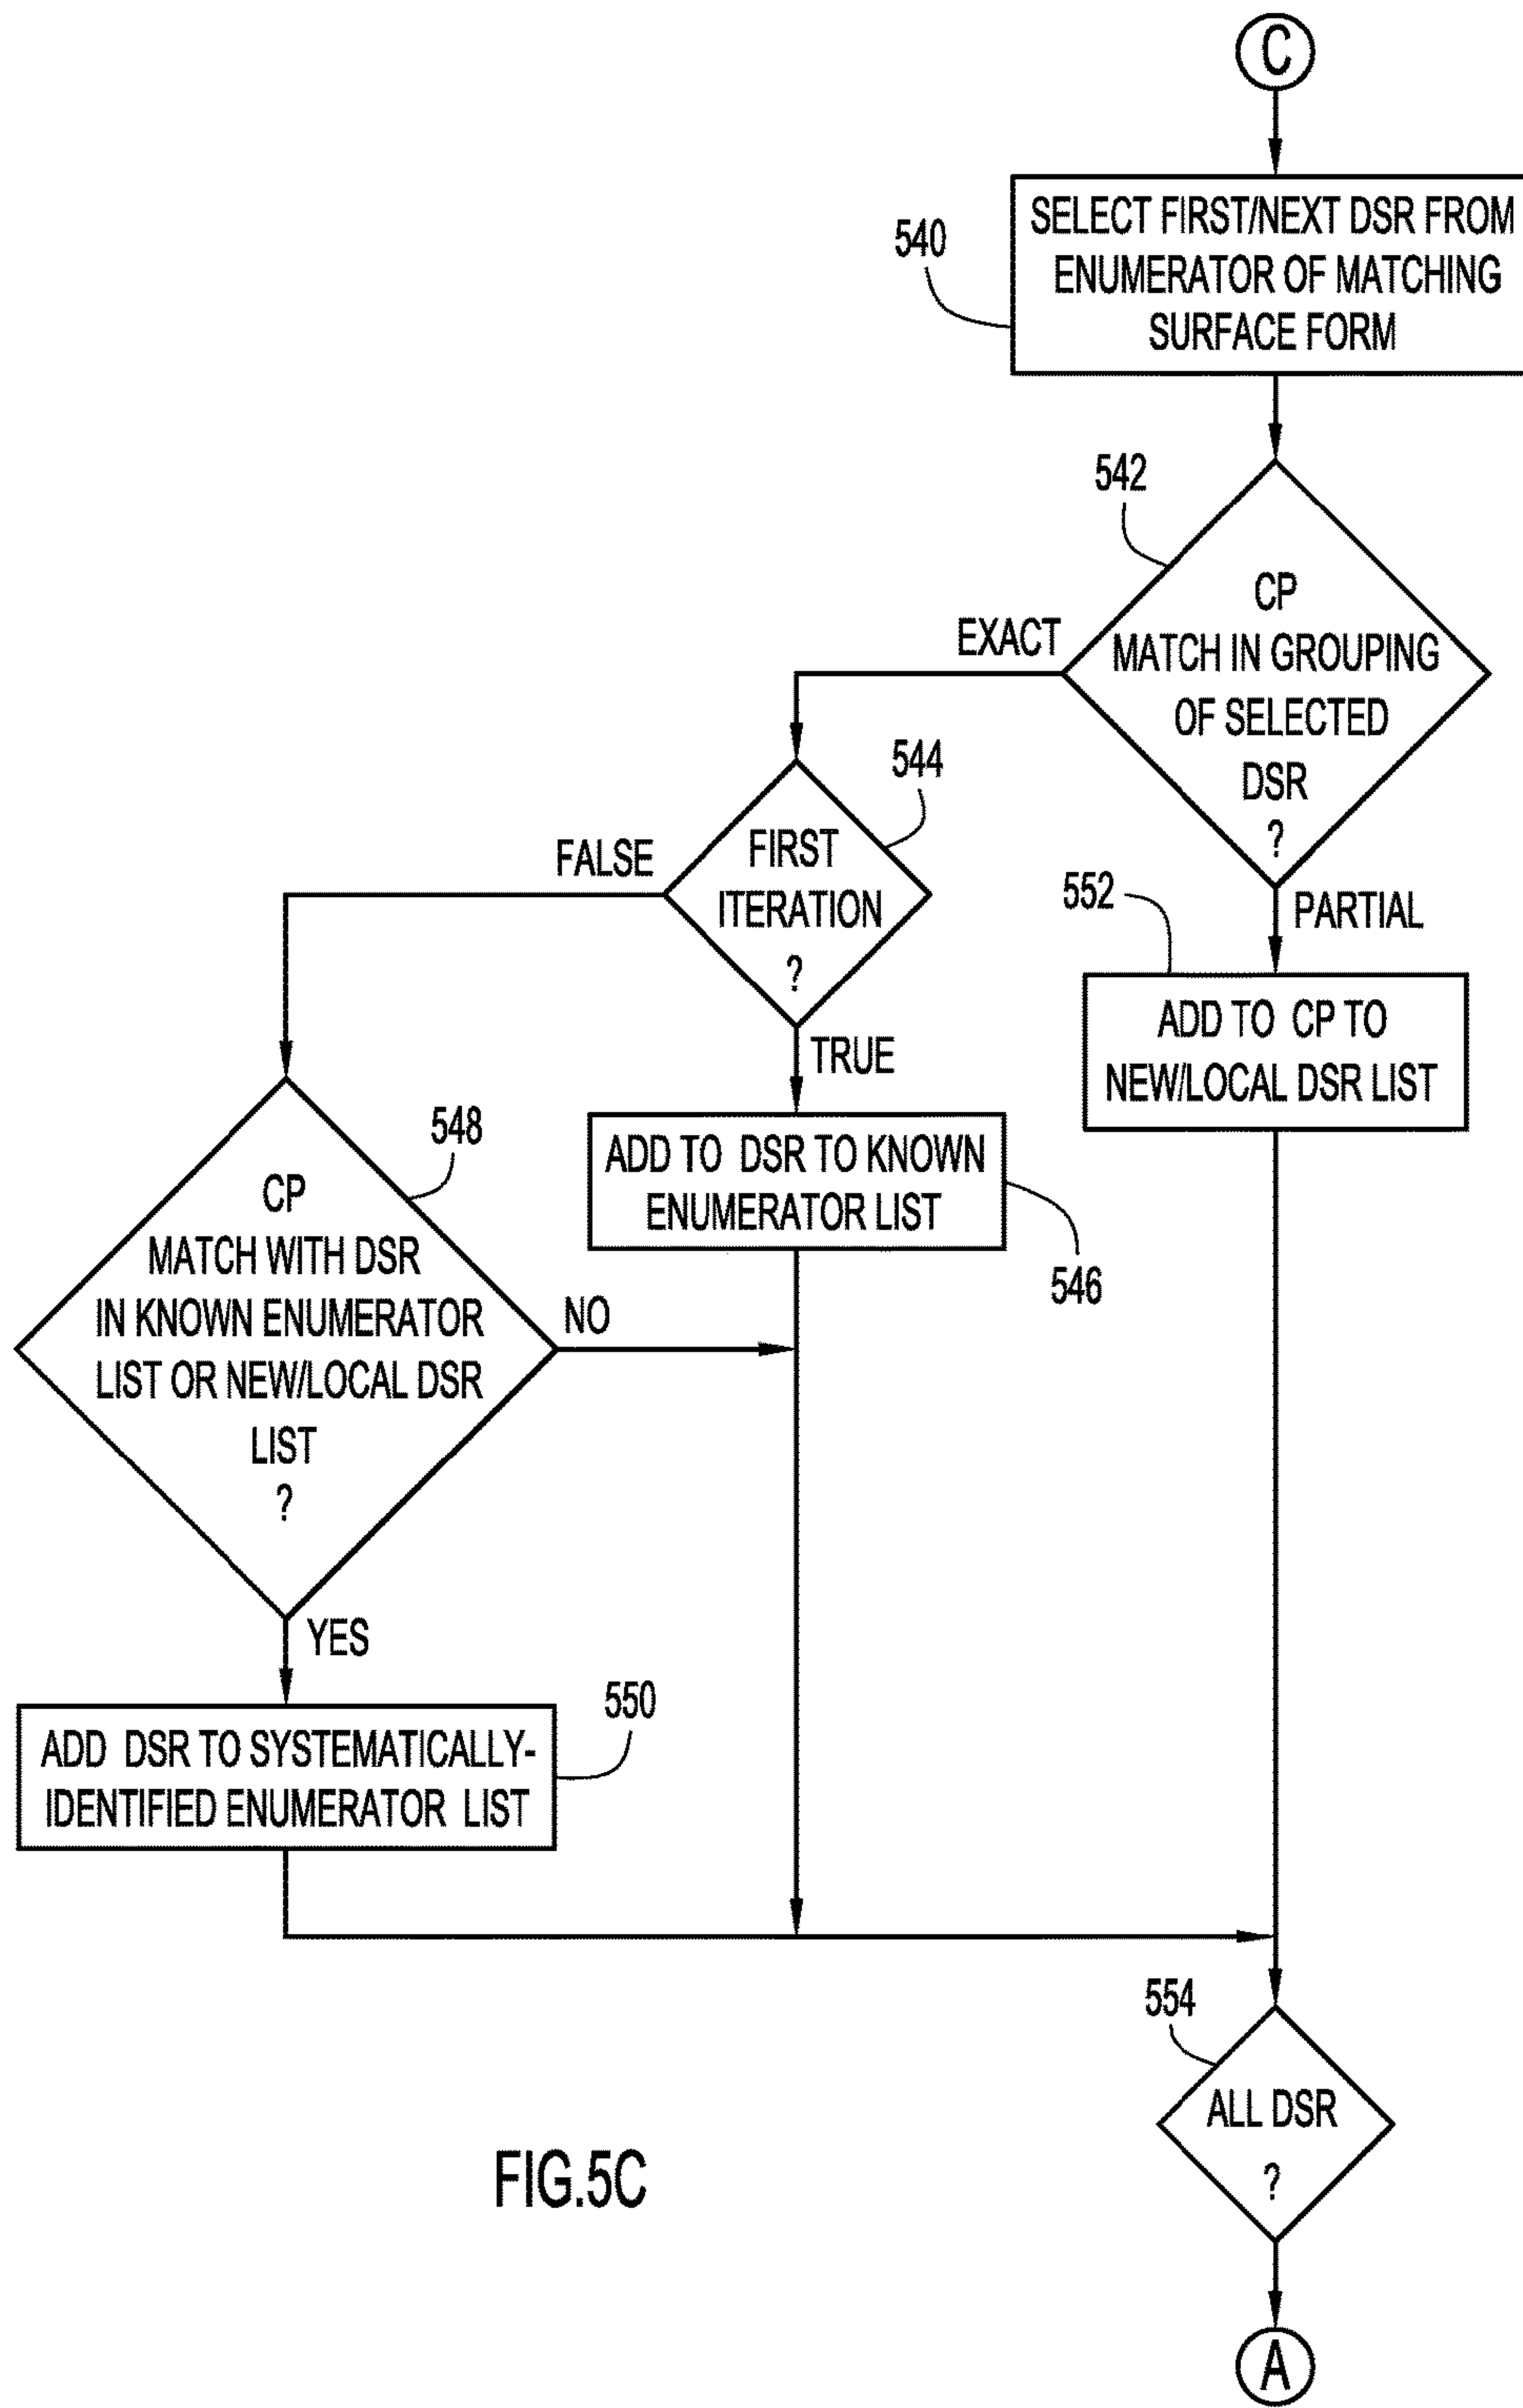 C
SELECT FIRST/NEXT DSR FROM
ENUMERATOR OF MATCHING
SURFACE FORM
540
542
CP
MATCH IN GROUPING
OF SELECTED
DSR
?
EXACT
544
FIRST
ITERATION
?
FALSE
552
PARTIAL
ADD TO CP TO
NEW/LOCAL DSR LIST
TRUE
548
CP
MATCH WITH DSR
IN KNOWN ENUMERATOR
LIST OR NEW/LOCAL DSR
LIST
?
ADD TO DSR TO KNOWN
ENUMERATOR LIST
546
NO
YES
550
ADD DSR TO SYSTEMATICALLY-
IDENTIFIED ENUMERATOR LIST
554
ALL DSR
?
FIG.5C
A